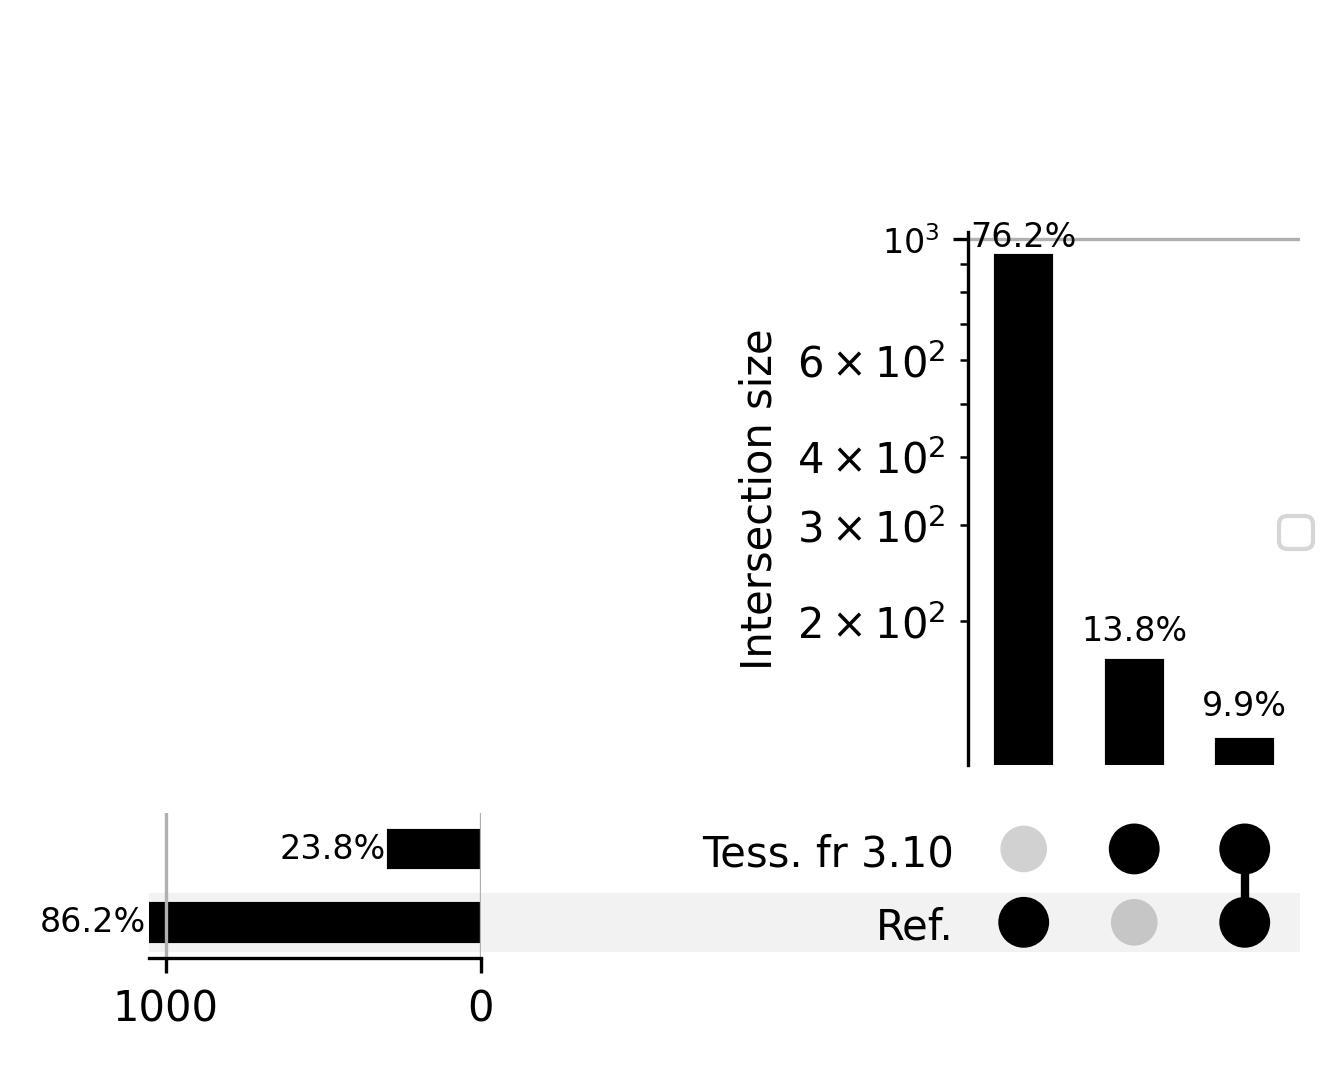 76.2%
10³
6 × 10²
4 × 10²
3 × 10²
2 × 10²
Intersection size
13.8%
9.9%
23.8%
Tess. fr 3.10
86.2%
Ref.
1000 0